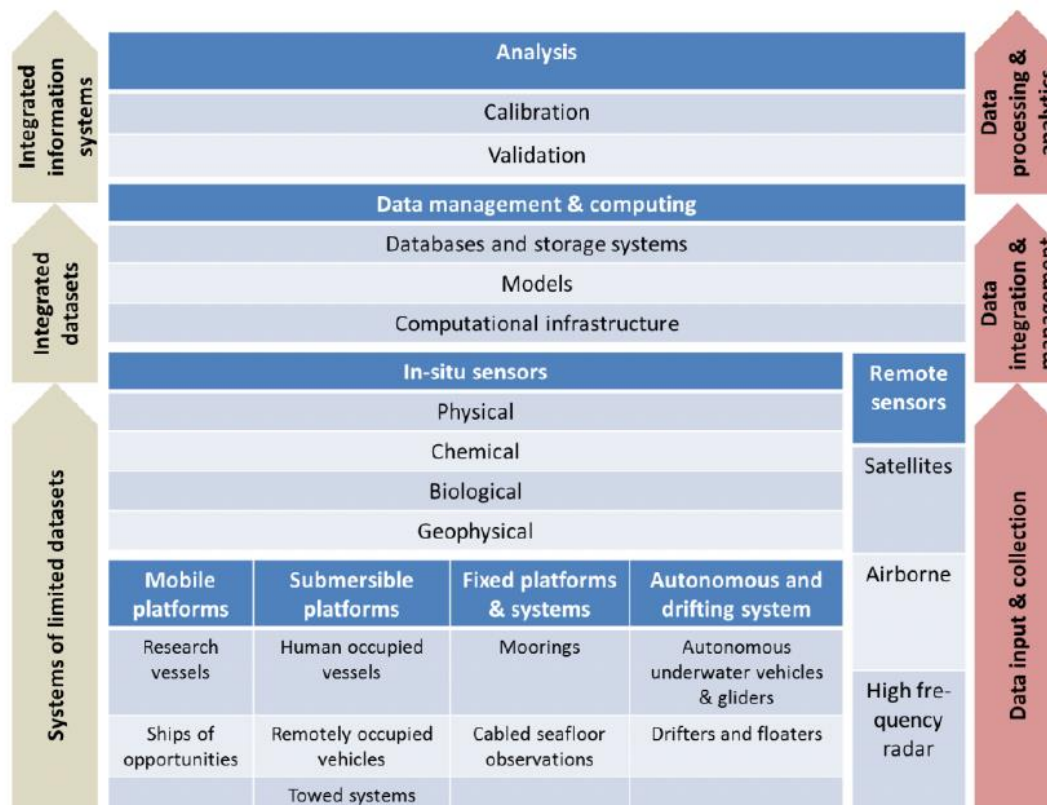 Integrated
information
systems
Integrated
datasets
Systems of limited datasets
Analysis
Calibration
Validation
Data management & computing
Databases and storage systems
Models
Computational infrastructure
In-situ sensors
Physical
Chemical
Biological
Geophysical
Mobile
platforms
Submersible
platforms
Fixed platforms
& systems
Autonomous and
drifting system
Research
vessels
Human occupied
vessels
Moorings
Autonomous
underwater vehicles
& gliders
Ships of
opportunities
Remotely occupied
vehicles
Cabled seafloor
observations
Drifters and floaters
Towed systems
Remote
sensors
Satellites
Airborne
High fre-
quency
radar
Data
processing &
analytics
Data
integration &
management
Data input & collection